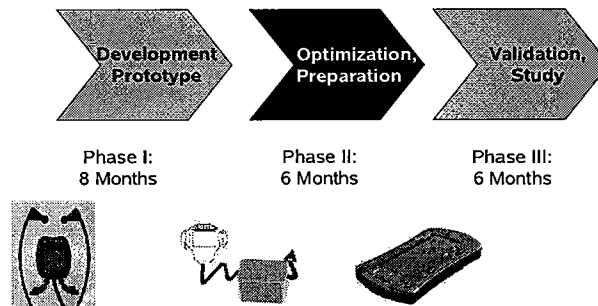 Development
Prototype
Optimization,
Preparation
Validation,
Study
Phase I:
8 Months
Phase II:
6 Months
Phase III:
6 Months